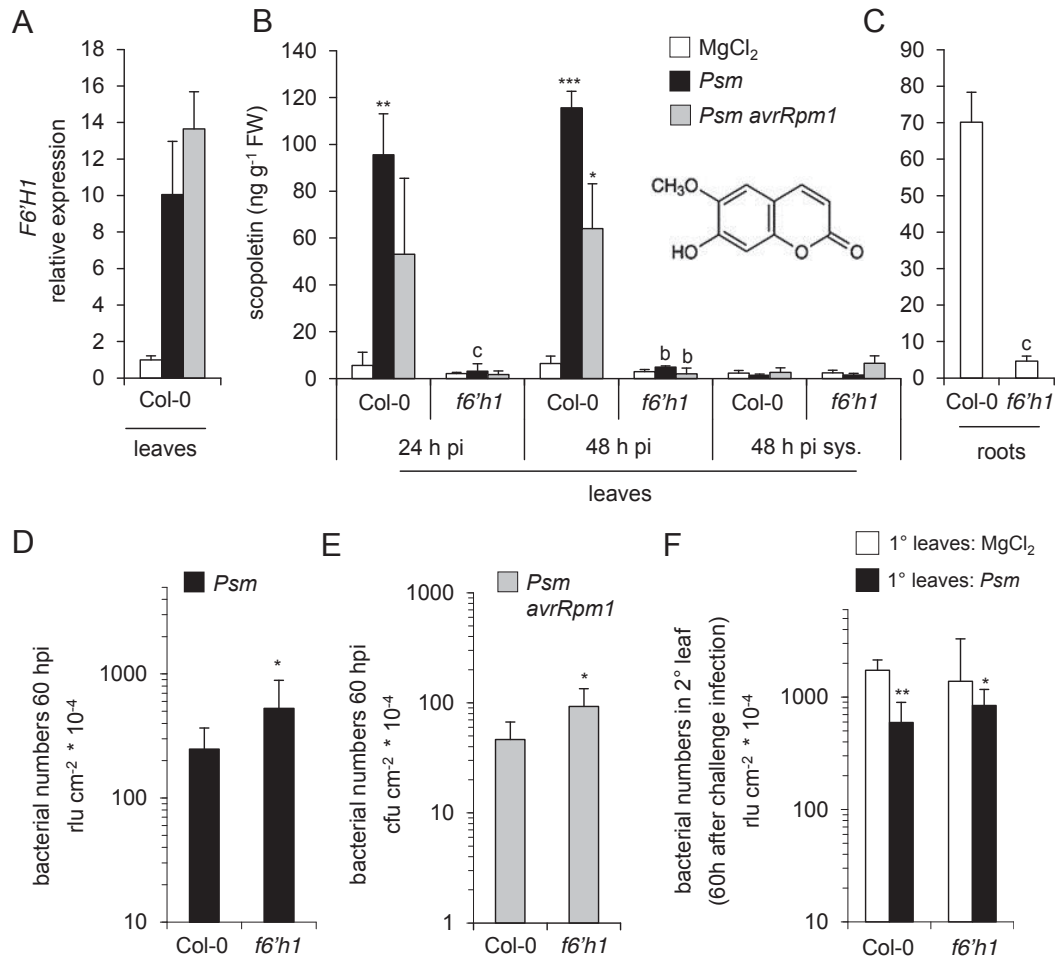 A
F6'H1
relative expression
18
16
14
12
10
8
6
4
2
0
Col-0
leaves
B
scopoletin (ng g⁻¹ FW)
140
120
100
80
60
40
20
0
**
c
***
*
b b
MgCl₂
Psm
Psm avrRpm1
CH₃O
HO
O
O
Col-0 f6'h1 Col-0 f6'h1 Col-0 f6'h1
24 h pi 48 h pi 48 h pi sys.
leaves
C
90
80
70
60
50
40
30
20
10
0
c
Col-0 f6'h1
roots
D
Psm
bacterial numbers 60 hpi
rlu cm⁻² * 10⁻⁴
1000
100
10
*
Col-0 f6'h1
E
Psm
avrRpm1
bacterial numbers 60 hpi
cfu cm⁻² * 10⁻⁴
1000
100
10
1
*
Col-0 f6'h1
F
1° leaves: MgCl₂
1° leaves: Psm
bacterial numbers in 2° leaf
(60h after challenge infection)
rlu cm⁻² * 10⁻⁴
1000
100
10
**
*
Col-0 f6'h1